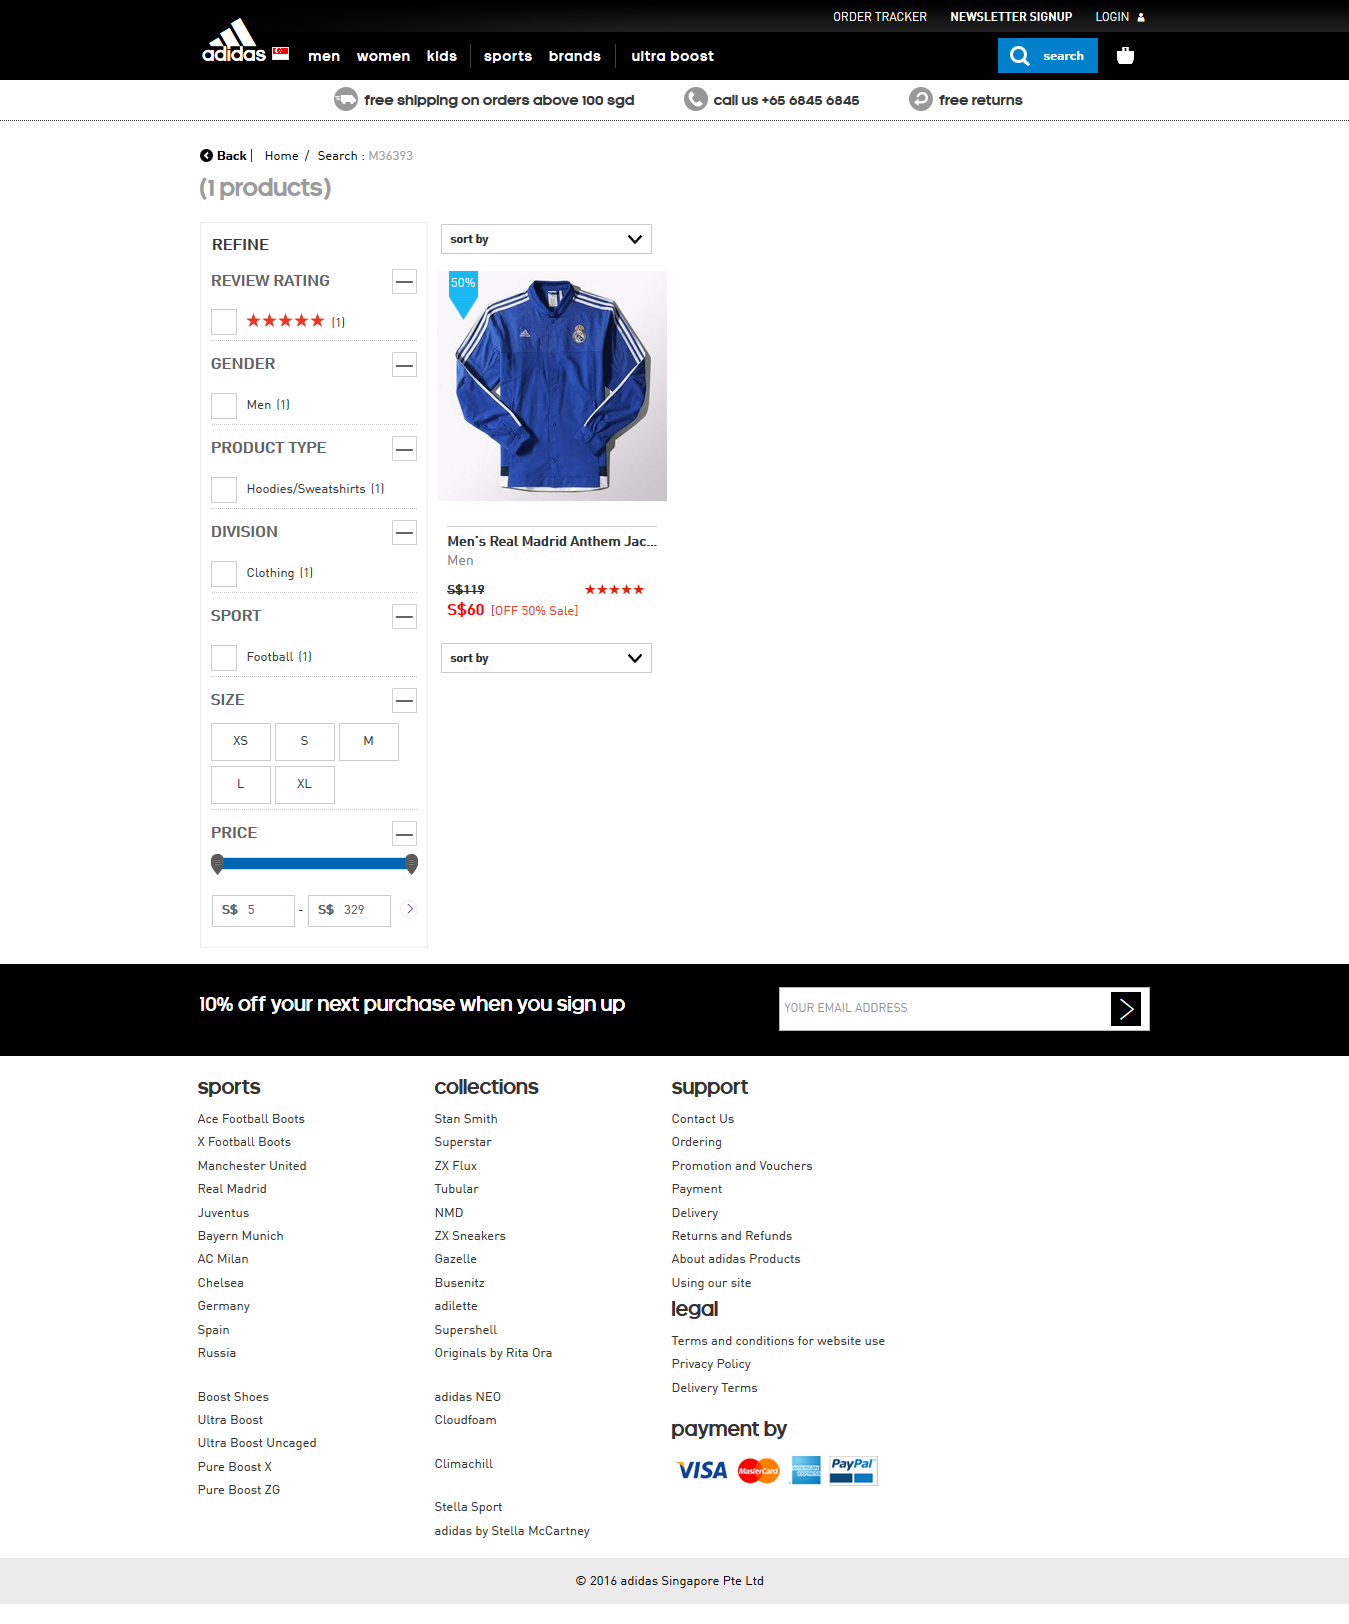 ORDER TRACKER NEWSLETTER SIGNUP LOGIN
adidas men women kids sports brands ultra boost search
free shipping on orders above 100 sgd call us +65 6845 6845 free returns
Back | Home / Search : M36393
(1 products)
REFINE
REVIEW RATING
(1)
GENDER
Men (1)
PRODUCT TYPE
Hoodies/Sweatshirts (1)
DIVISION
Clothing (1)
SPORT
Football (1)
SIZE
XS S M
L XL
PRICE
S$ 5 - S$ 329
sort by
50%
Men's Real Madrid Anthem Jac...
Men
S$119
S$60 [OFF 50% Sale]
sort by
10% off your next purchase when you sign up
YOUR EMAIL ADDRESS
sports
Ace Football Boots
X Football Boots
Manchester United
Real Madrid
Juventus
Bayern Munich
AC Milan
Chelsea
Germany
Spain
Russia
Boost Shoes
Ultra Boost
Ultra Boost Uncaged
Pure Boost X
Pure Boost ZG
collections
Stan Smith
Superstar
ZX Flux
Tubular
NMD
ZX Sneakers
Gazelle
Busenitz
adilette
Supershell
Originals by Rita Ora
adidas NEO
Cloudfoam
Climachill
Stella Sport
adidas by Stella McCartney
support
Contact Us
Ordering
Promotion and Vouchers
Payment
Delivery
Returns and Refunds
About adidas Products
Using our site
legal
Terms and conditions for website use
Privacy Policy
Delivery Terms
payment by
VISA MasterCard AMERICAN EXPRESS PayPal
© 2016 adidas Singapore Pte Ltd